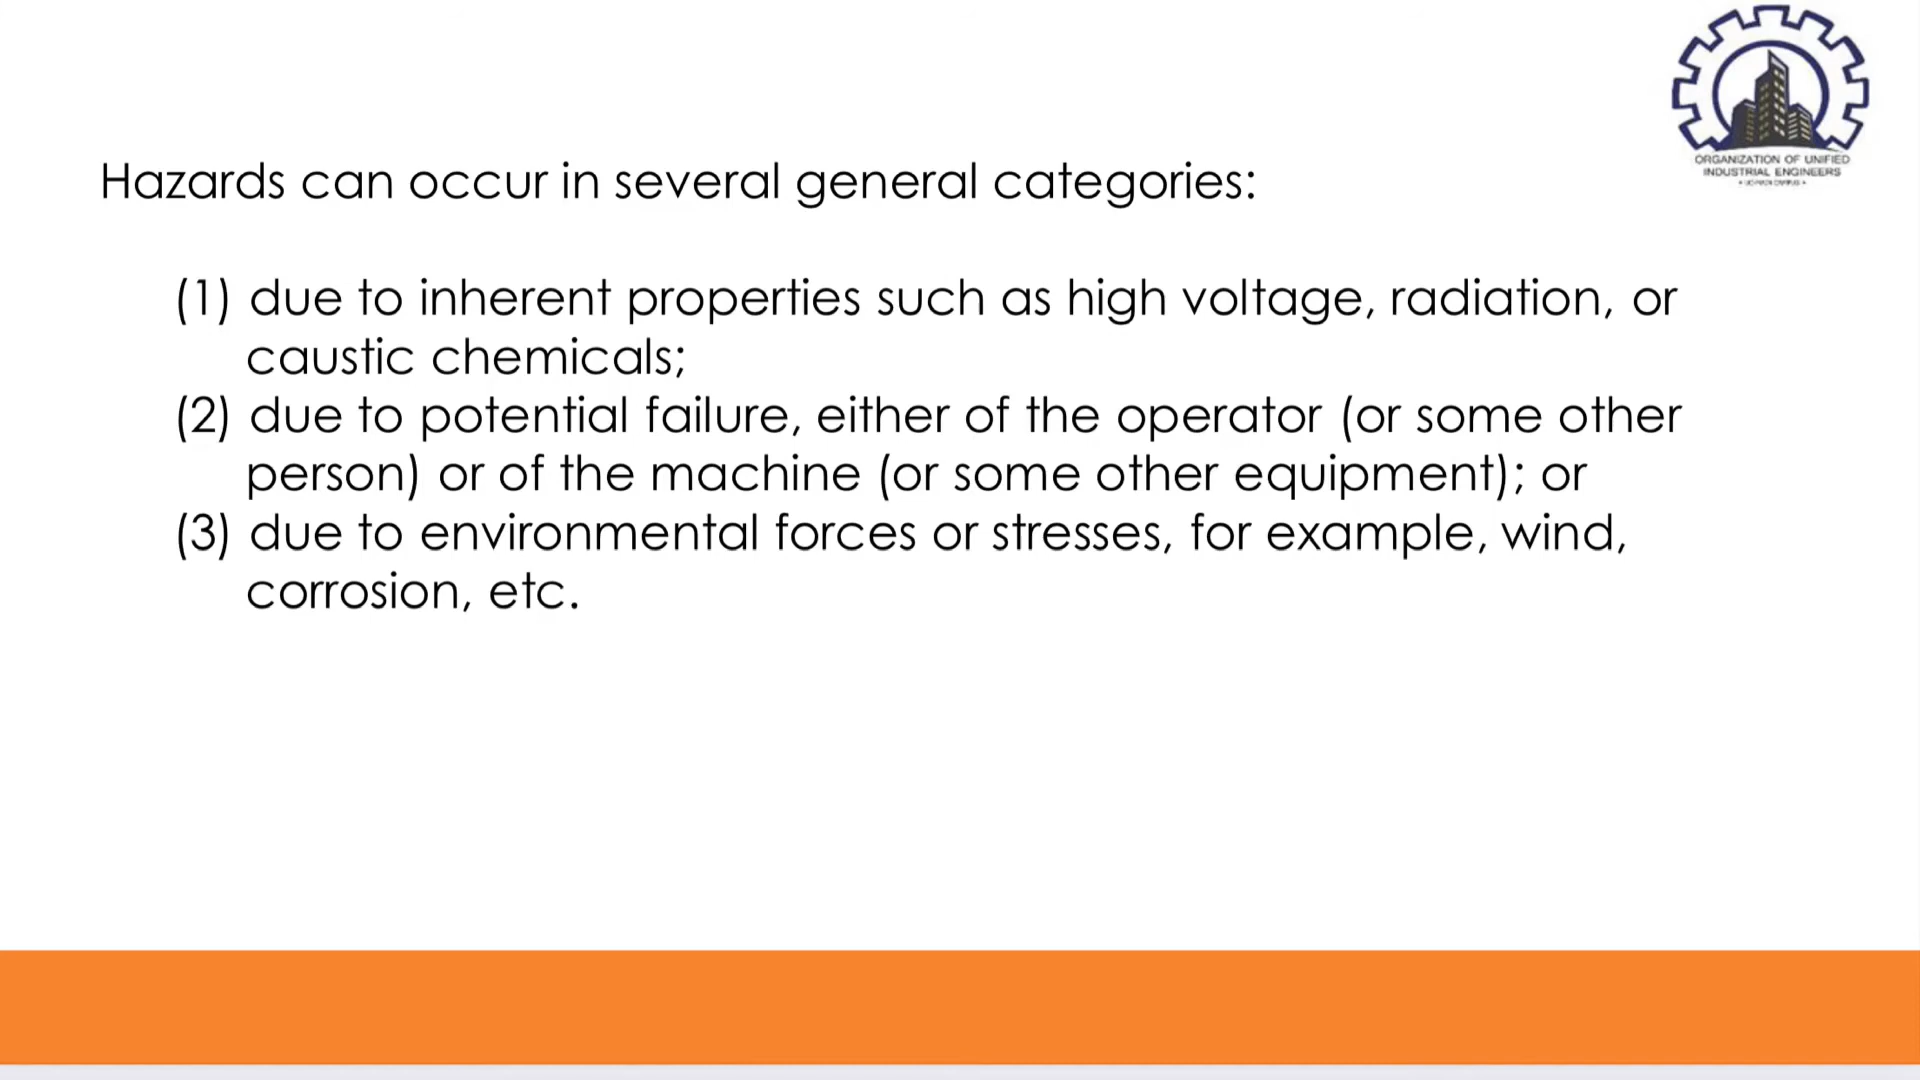 ORGANIZATION OF UNIFIED
INDUSTRIAL ENGINEERS
Hazards can occur in several general categories:
(1) due to inherent properties such as high voltage, radiation, or
caustic chemicals;
(2) due to potential failure, either of the operator (or some other
person) or of the machine (or some other equipment); or
(3) due to environmental forces or stresses, for example, wind,
corrosion, etc.